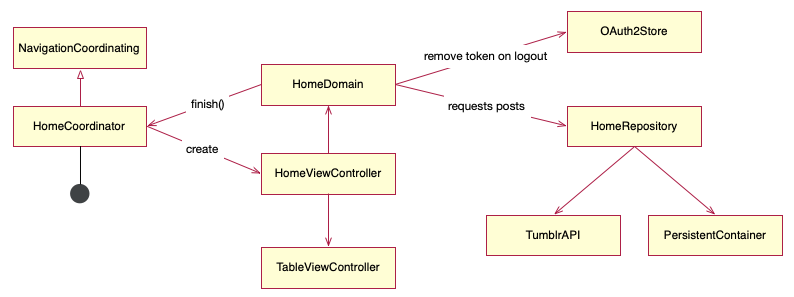 NavigationCoordinating
HomeCoordinator
finish()
create
HomeDomain
HomeViewController
TableViewController
remove token on logout
requests posts
OAuth2Store
HomeRepository
TumblrAPI
PersistentContainer